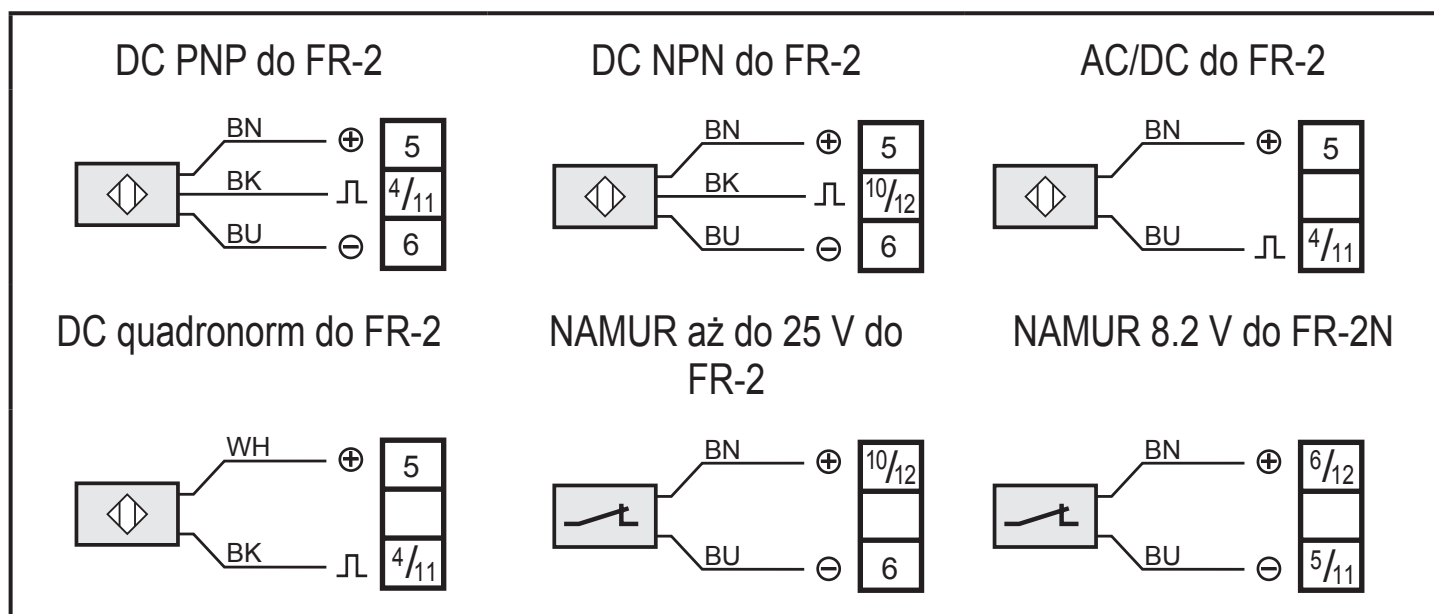 DC PNP do FR-2
BN ⊕ 5
BK 4/11
BU ⊖ 6
DC NPN do FR-2
BN ⊕ 5
BK 10/12
BU ⊖ 6
AC/DC do FR-2
BN ⊕ 5
BU 4/11
DC quadronorm do FR-2
WH ⊕ 5
BK 4/11
NAMUR aż do 25 V do
FR-2
BN ⊕ 10/12
BU ⊖ 6
NAMUR 8.2 V do FR-2N
BN ⊕ 6/12
BU ⊖ 5/11